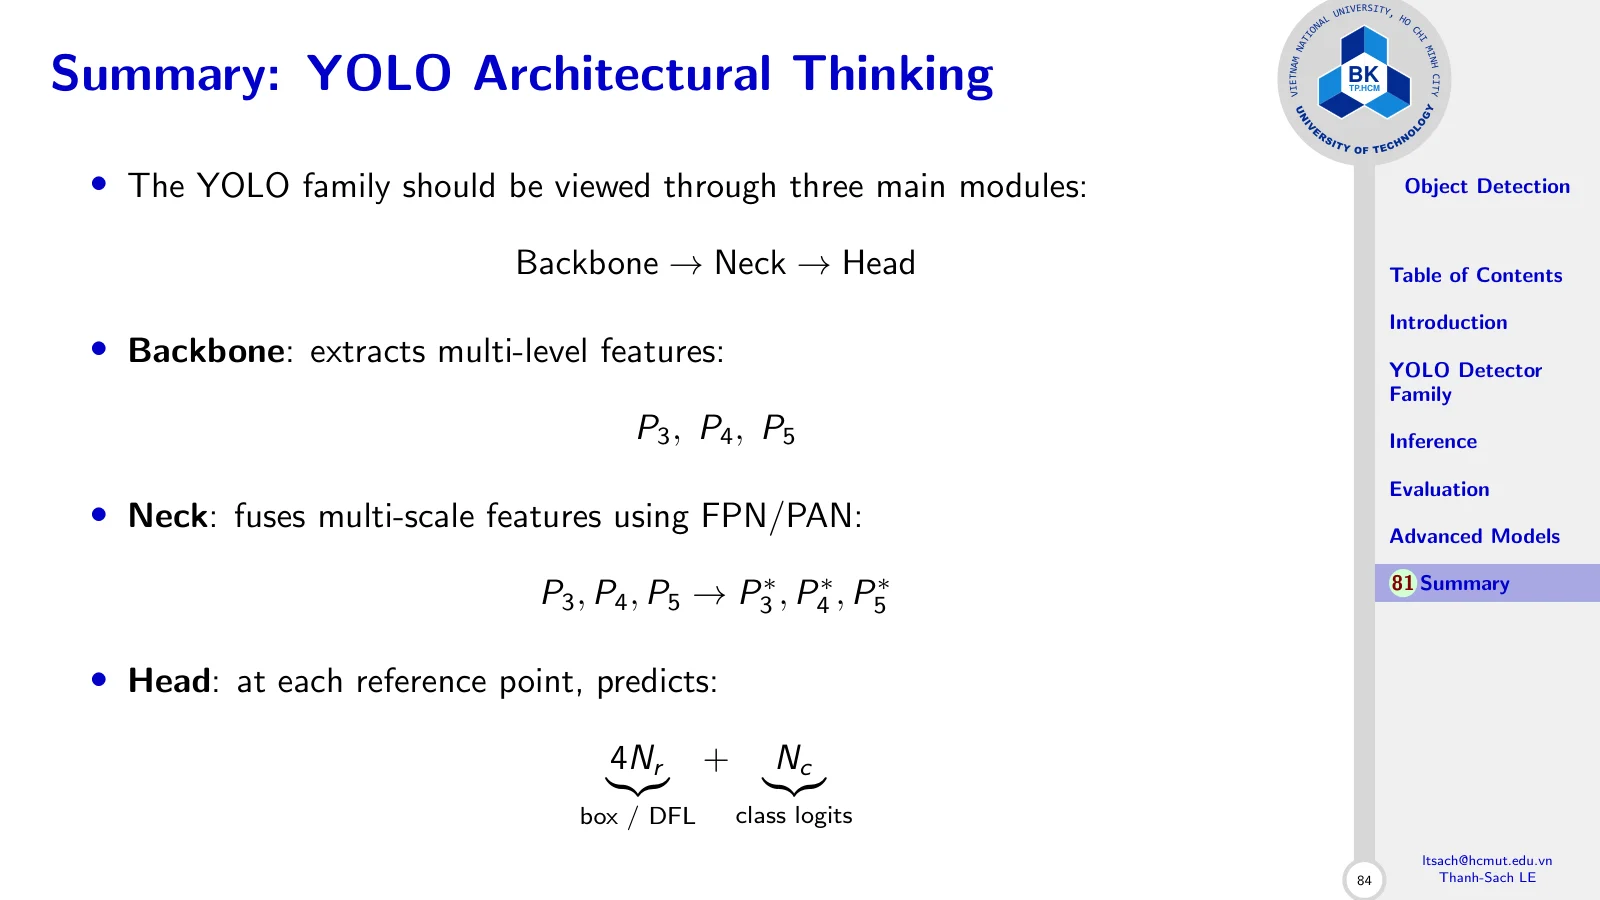 Summary: YOLO Architectural Thinking
• The YOLO family should be viewed through three main modules:
Backbone → Neck → Head
• Backbone: extracts multi-level features:
P₃, P₄, P₅
• Neck: fuses multi-scale features using FPN/PAN:
P₃, P₄, P₅ → P₃*, P₄*, P₅*
• Head: at each reference point, predicts:
4Nᵣ + N_c
box / DFL class logits
VIETNAM NATIONAL UNIVERSITY, HO CHI MINH CITY
BK
TP.HCM
UNIVERSITY OF TECHNOLOGY
Object Detection
Table of Contents
Introduction
YOLO Detector
Family
Inference
Evaluation
Advanced Models
81 Summary
84
ltsach@hcmut.edu.vn
Thanh-Sach LE